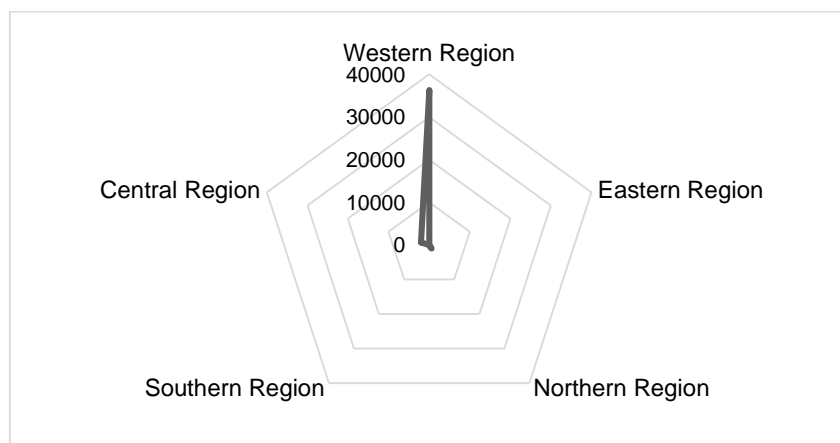 Western Region
40000
30000
20000
10000
0
Central Region
Eastern Region
Southern Region
Northern Region